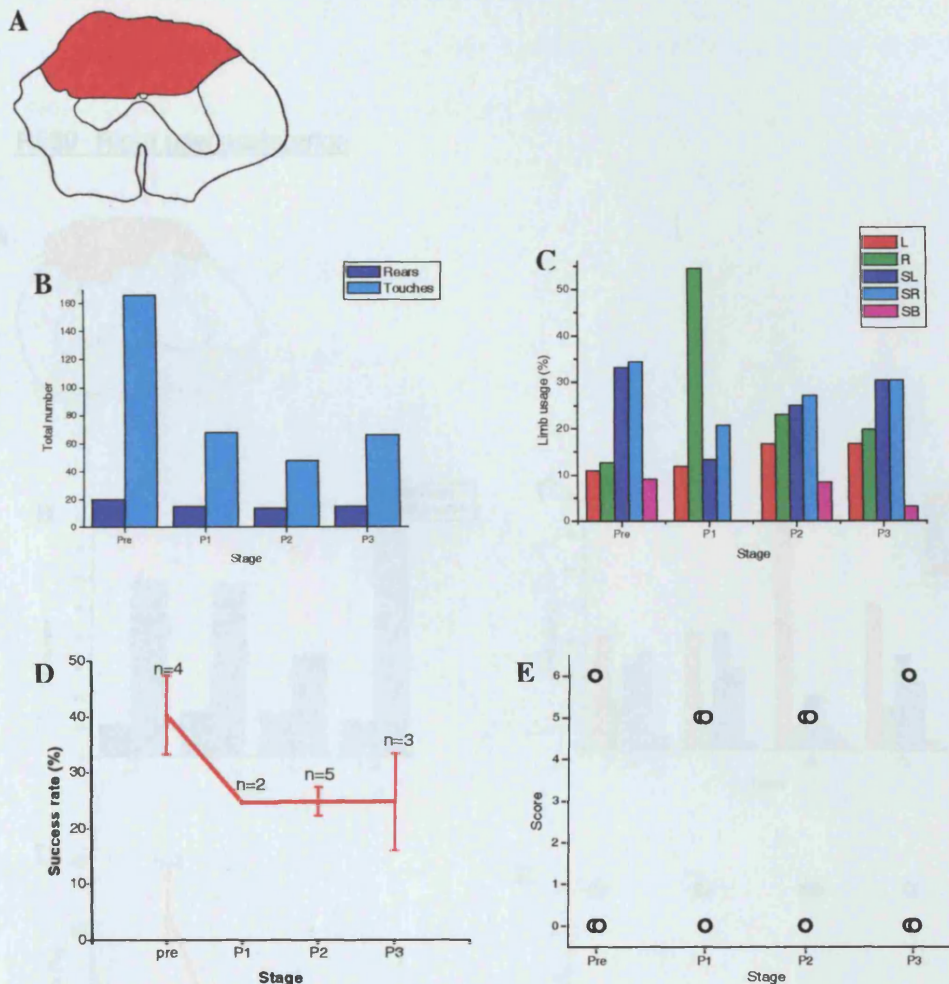 A
B
Rears
Touches
160
140
120
100
80
60
40
20
0
Total number
Pre P1 P2 P3
Stage
C
L
R
SL
SR
SB
50
40
30
20
10
0
Limb usage (%)
Pre P1 P2 P3
Stage
D
50
40
30
20
10
0
Success rate (%)
n=4
n=2
n=5
n=3
pre P1 P2 P3
Stage
E
6
5
4
3
2
1
0
Score
Pre P1 P2 P3
Stage